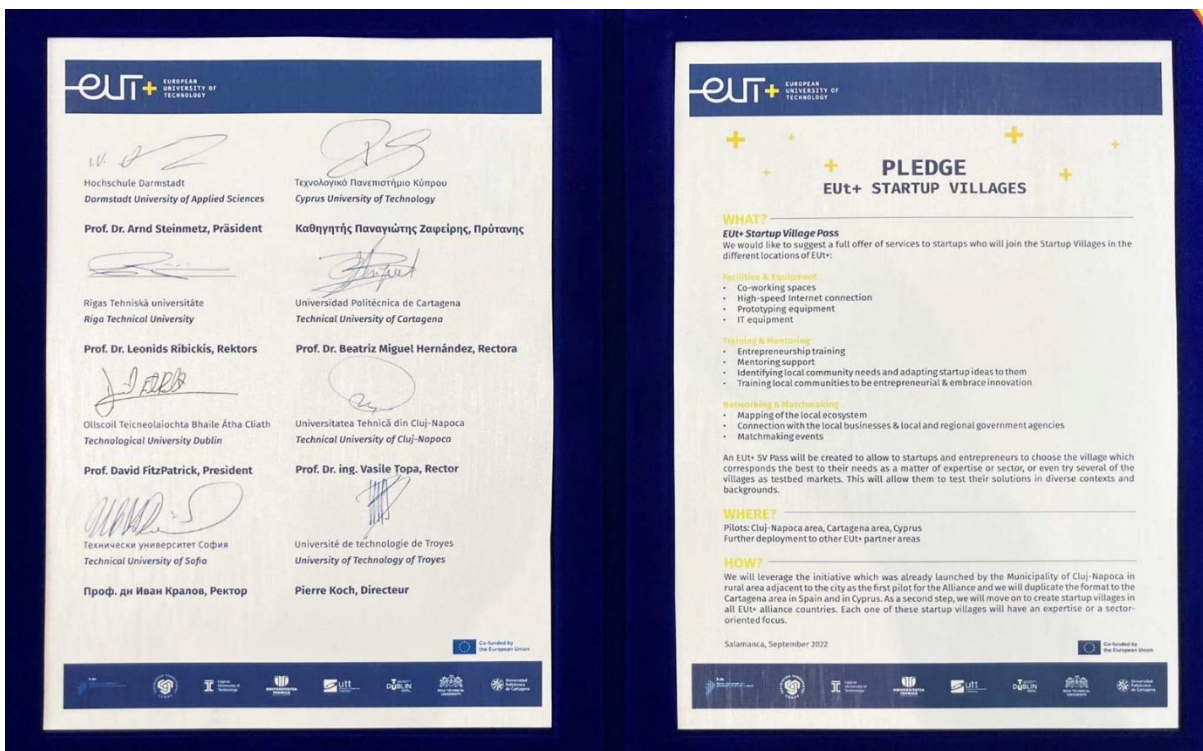 EUt+ EUROPEAN
UNIVERSITY OF
TECHNOLOGY
Hochschule Darmstadt
Darmstadt University of Applied Sciences
Prof. Dr. Arnd Steinmetz, Präsident
Τεχνολογικό Πανεπιστήμιο Κύπρου
Cyprus University of Technology
Καθηγητής Παναγιώτης Ζαφείρης, Πρύτανης
Rīgas Tehniskā universitāte
Riga Technical University
Prof. Dr. Leonids Ribickis, Rektors
Universidad Politécnica de Cartagena
Technical University of Cartagena
Prof. Dr. Beatriz Miguel Hernández, Rectora
Ollscoil Teicneolaíochta Bhaile Átha Cliath
Technological University Dublin
Prof. David FitzPatrick, President
Universitatea Tehnică din Cluj-Napoca
Technical University of Cluj-Napoca
Prof. Dr. ing. Vasile Țopa, Rector
Технически университет София
Technical University of Sofia
Проф. дн Иван Кралов, Ректор
Université de technologie de Troyes
University of Technology of Troyes
Pierre Koch, Directeur
Co-funded by
the European Union
utt
DUBLIN
Universidad
Politécnica
de Cartagena
EUt+ EUROPEAN
UNIVERSITY OF
TECHNOLOGY
PLEDGE
EUt+ STARTUP VILLAGES
WHAT?
EUt+ Startup Village Pass
We would like to suggest a full offer of services to startups who will join the Startup Villages in the
different locations of EUt+:
Facilities & Equipment
• Co-working spaces
• High-speed Internet connection
• Prototyping equipment
• IT equipment
Training & Mentoring
• Entrepreneurship training
• Mentoring support
• Identifying local community needs and adapting startup ideas to them
• Training local communities to be entrepreneurial & embrace innovation
Networking & Matchmaking
• Mapping of the local ecosystem
• Connection with the local businesses & local and regional government agencies
• Matchmaking events
An EUt+ SV Pass will be created to allow to startups and entrepreneurs to choose the village which
corresponds the best to their needs as a matter of expertise or sector, or even try several of the
villages as testbed markets. This will allow them to test their solutions in diverse contexts and
backgrounds.
WHERE?
Pilots: Cluj-Napoca area, Cartagena area, Cyprus
Further deployment to other EUt+ partner areas
HOW?
We will leverage the initiative which was already launched by the Municipality of Cluj-Napoca in
rural area adjacent to the city as the first pilot for the Alliance and we will duplicate the format to the
Cartagena area in Spain and in Cyprus. As a second step, we will move on to create startup villages in
all EUt+ alliance countries. Each one of these startup villages will have an expertise or a sector-
oriented focus.
Salamanca, September 2022
Co-funded by
the European Union
utt
DUBLIN
Universidad
Politécnica
de Cartagena